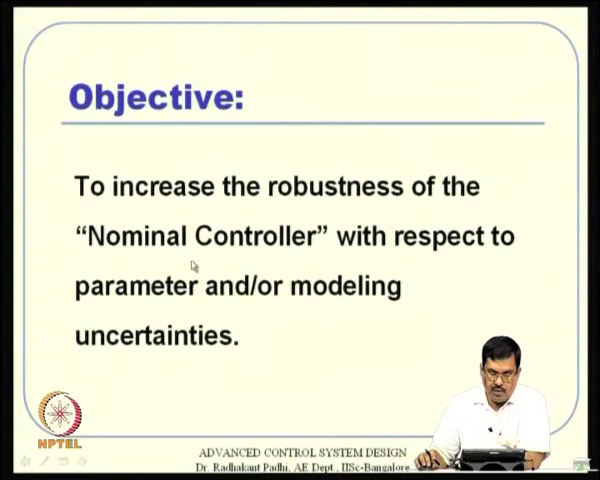 Objective:
To increase the robustness of the
“Nominal Controller” with respect to
parameter and/or modeling
uncertainties.
NPTEL
ADVANCED CONTROL SYSTEM DESIGN
Dr. Radhakant Padhi, AE Dept., IISc-Bangalore